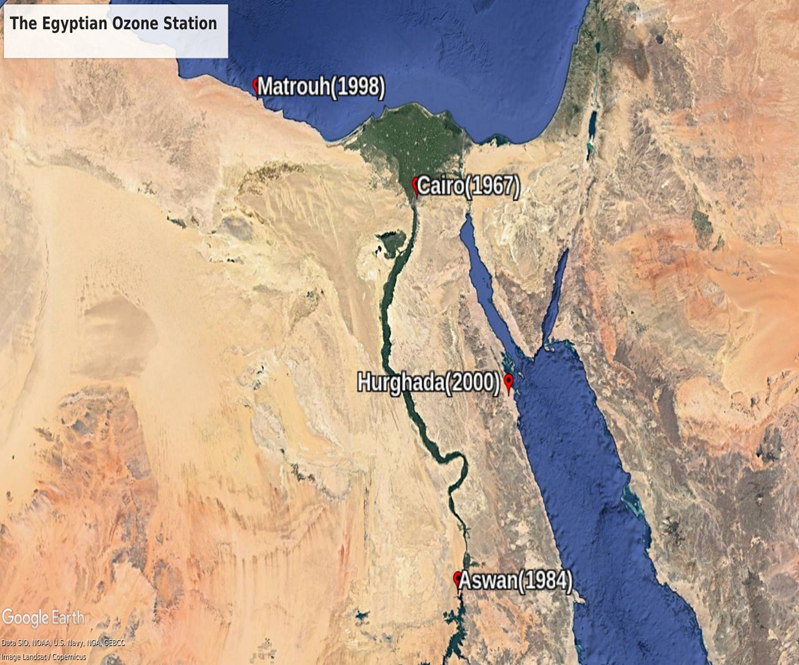 The Egyptian Ozone Station
Matrouh(1998)
Cairo(1967)
Hurghada(2000)
Aswan(1984)
Google Earth
Data SIO, NOAA, U.S. Navy, NGA, GEBCO
Image Landsat / Copernicus